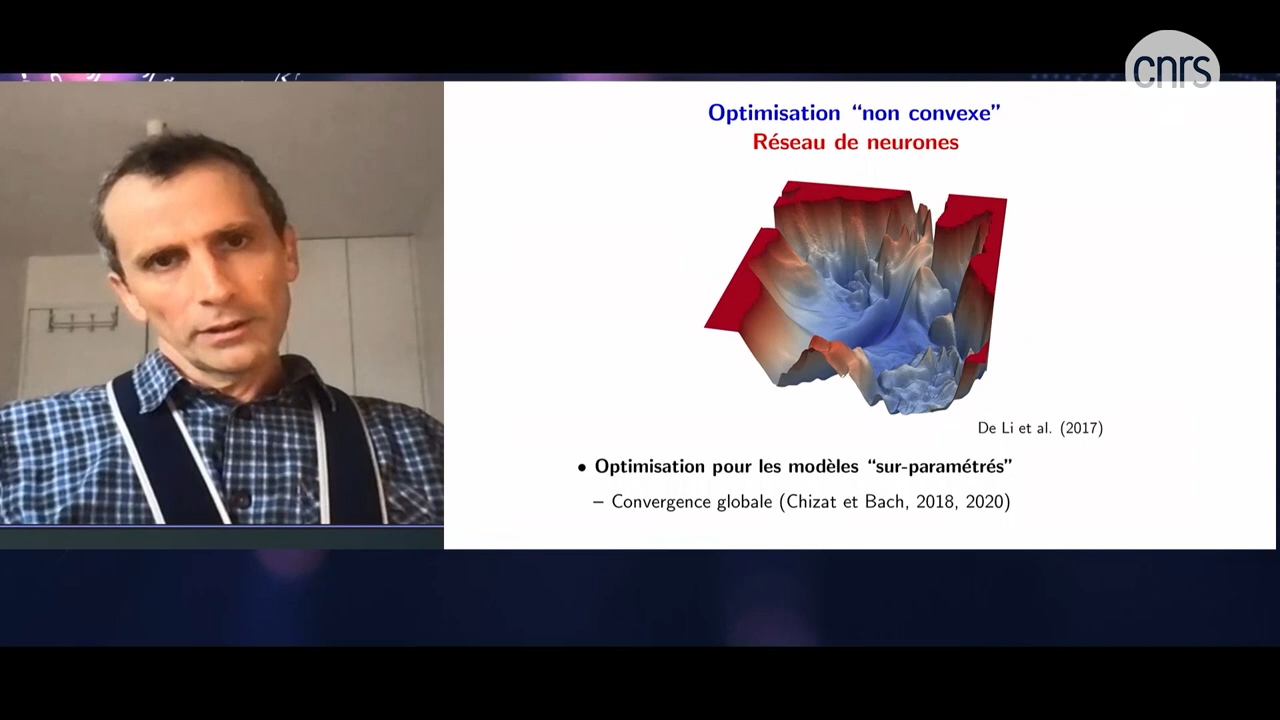 cnrs
Optimisation “non convexe”
Réseau de neurones
De Li et al. (2017)
• Optimisation pour les modèles “sur-paramétrés”
– Convergence globale (Chizat et Bach, 2018, 2020)